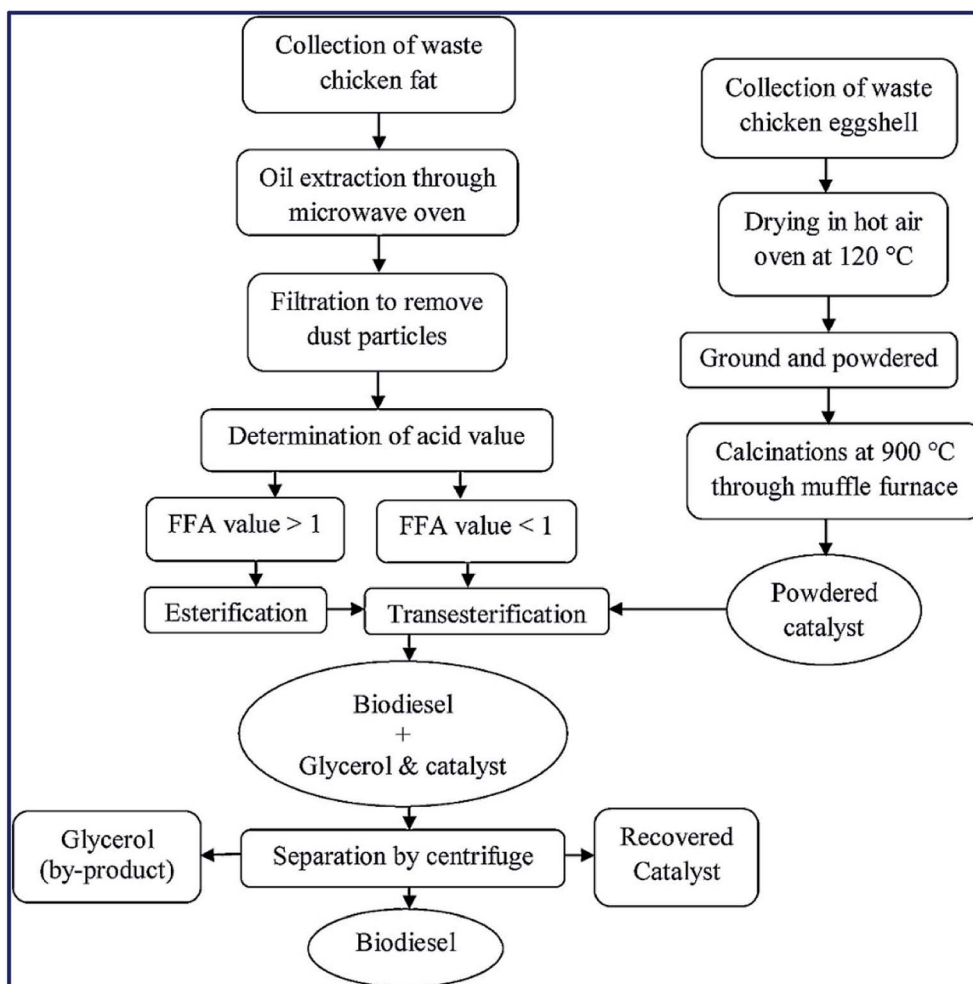 Collection of waste
chicken fat
Oil extraction through
microwave oven
Filtration to remove
dust particles
Determination of acid value
FFA value > 1
FFA value < 1
Esterification
Transesterification
Collection of waste
chicken eggshell
Drying in hot air
oven at 120 °C
Ground and powdered
Calcinations at 900 °C
through muffle furnace
Powdered
catalyst
Biodiesel
+
Glycerol & catalyst
Glycerol
(by-product)
Separation by centrifuge
Recovered
Catalyst
Biodiesel